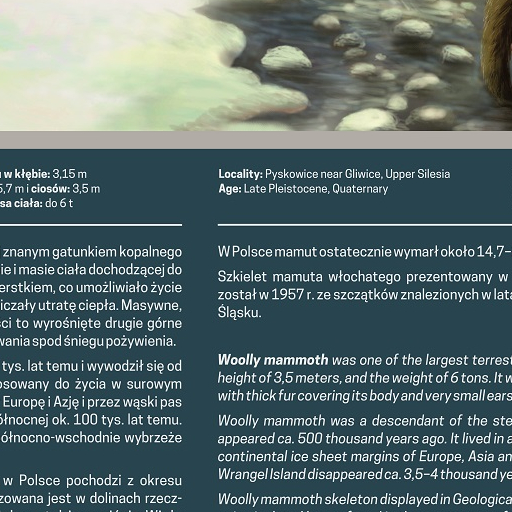 w kłębie: 3,15 m
5,7 m i ciosów: 3,5 m
sa ciała: do 6 t
znanym gatunkiem kopalnego
ie i masie ciała dochodzącej do
erstkiem, co umożliwiało życie
iczały utratę ciepła. Masywne,
ci to wyrośnięte drugie górne
wania spod śniegu pożywienia.
tys. lat temu i wywodził się od
osowany do życia w surowym
Europę i Azję i przez wąski pas
ółnocnej ok. 100 tys. lat temu.
ółnocno-wschodnie wybrzeże
w Polsce pochodzi z okresu
zowana jest w dolinach rzecz-
Locality: Pyskowice near Gliwice, Upper Silesia
Age: Late Pleistocene, Quaternary
W Polsce mamut ostatecznie wymarł około 14,7–
Szkielet mamuta włochatego prezentowany w
został w 1957 r. ze szczątków znalezionych w lata
Śląsku.
Woolly mammoth was one of the largest terrest
height of 3,5 meters, and the weight of 6 tons. It w
with thick fur covering its body and very small ears
Woolly mammoth was a descendant of the ste
appeared ca. 500 thousand years ago. It lived in a
continental ice sheet margins of Europe, Asia an
Wrangel Island disappeared ca. 3,5–4 thousand ye
Woolly mammoth skeleton displayed in Geologica